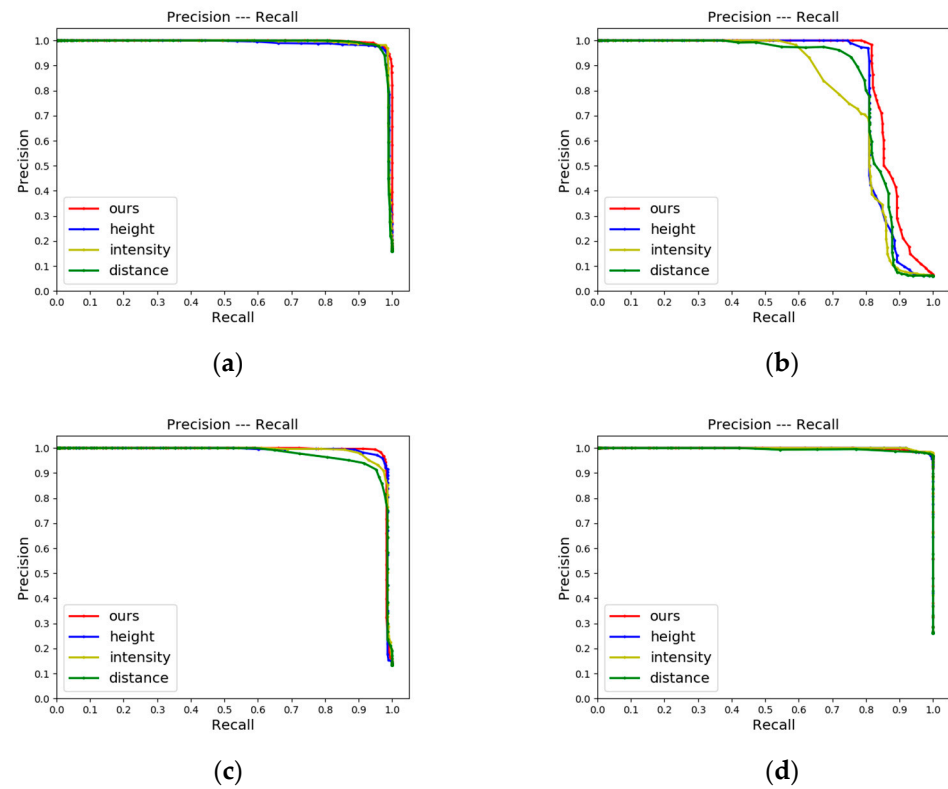 Precision --- Recall
Precision
1.0
0.9
0.8
0.7
0.6
0.5
0.4
0.3
0.2
0.1
0.0
ours
height
intensity
distance
0.0 0.1 0.2 0.3 0.4 0.5 0.6 0.7 0.8 0.9 1.0
Recall
(a)
Precision --- Recall
Precision
1.0
0.9
0.8
0.7
0.6
0.5
0.4
0.3
0.2
0.1
0.0
ours
height
intensity
distance
0.0 0.1 0.2 0.3 0.4 0.5 0.6 0.7 0.8 0.9 1.0
Recall
(b)
Precision --- Recall
Precision
1.0
0.9
0.8
0.7
0.6
0.5
0.4
0.3
0.2
0.1
0.0
ours
height
intensity
distance
0.0 0.1 0.2 0.3 0.4 0.5 0.6 0.7 0.8 0.9 1.0
Recall
(c)
Precision --- Recall
Precision
1.0
0.9
0.8
0.7
0.6
0.5
0.4
0.3
0.2
0.1
0.0
ours
height
intensity
distance
0.0 0.1 0.2 0.3 0.4 0.5 0.6 0.7 0.8 0.9 1.0
Recall
(d)